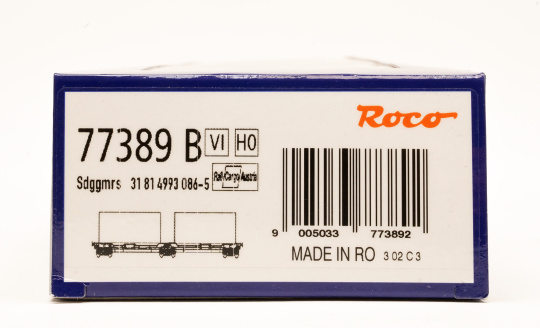 77389 B VI H0 Roco
Sdggmrs 31 81 4993 086-5 Rail Cargo Austria
9 005033 773892
MADE IN RO 3 02 C 3